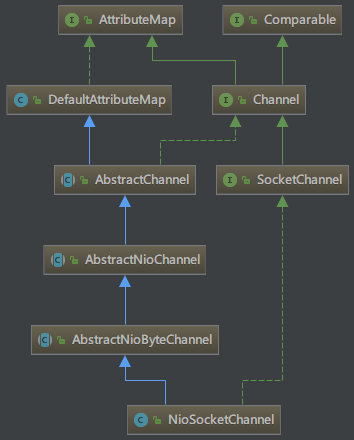 AttributeMap
Comparable
DefaultAttributeMap
Channel
AbstractChannel
SocketChannel
AbstractNioChannel
AbstractNioByteChannel
NioSocketChannel